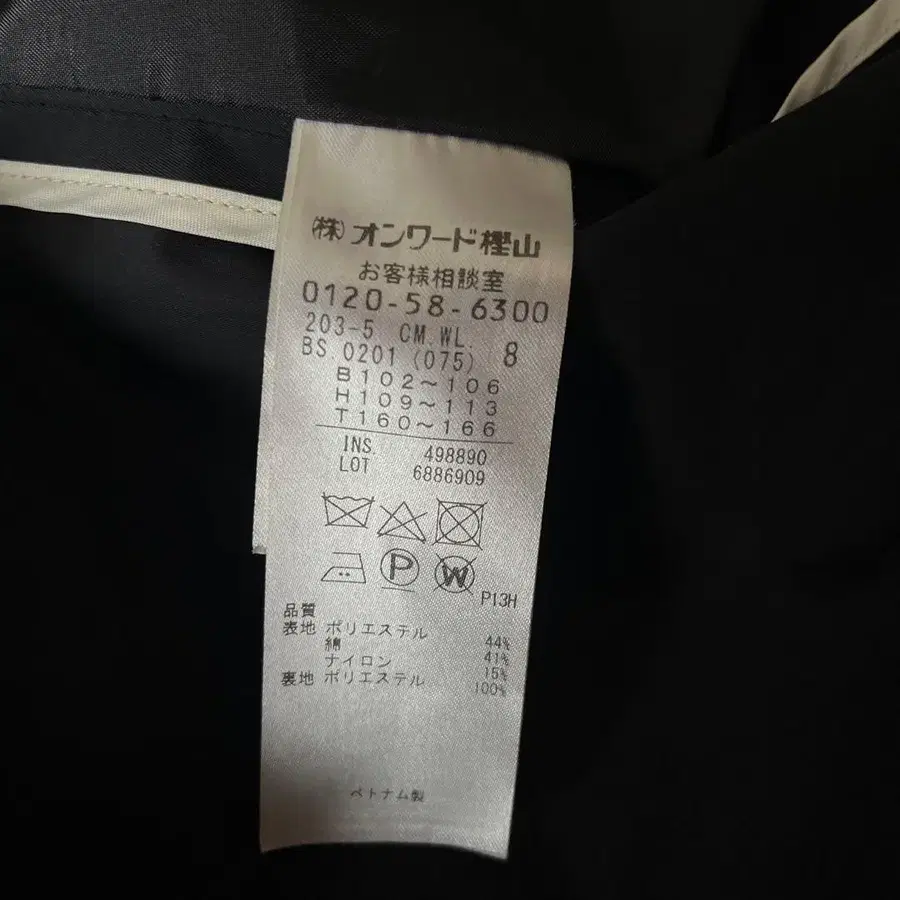 (株)オンワード樫山
お客様相談室
0120-58-6300
203-5 CM.WL. 8
BS 0201 (075)
B102~106
H109~113
T160~166
INS. 498890
LOT 6886909
P W
P13H
品質
表地 ポリエステル 44%
綿 41%
ナイロン 15%
裏地 ポリエステル 100%
ベトナム製